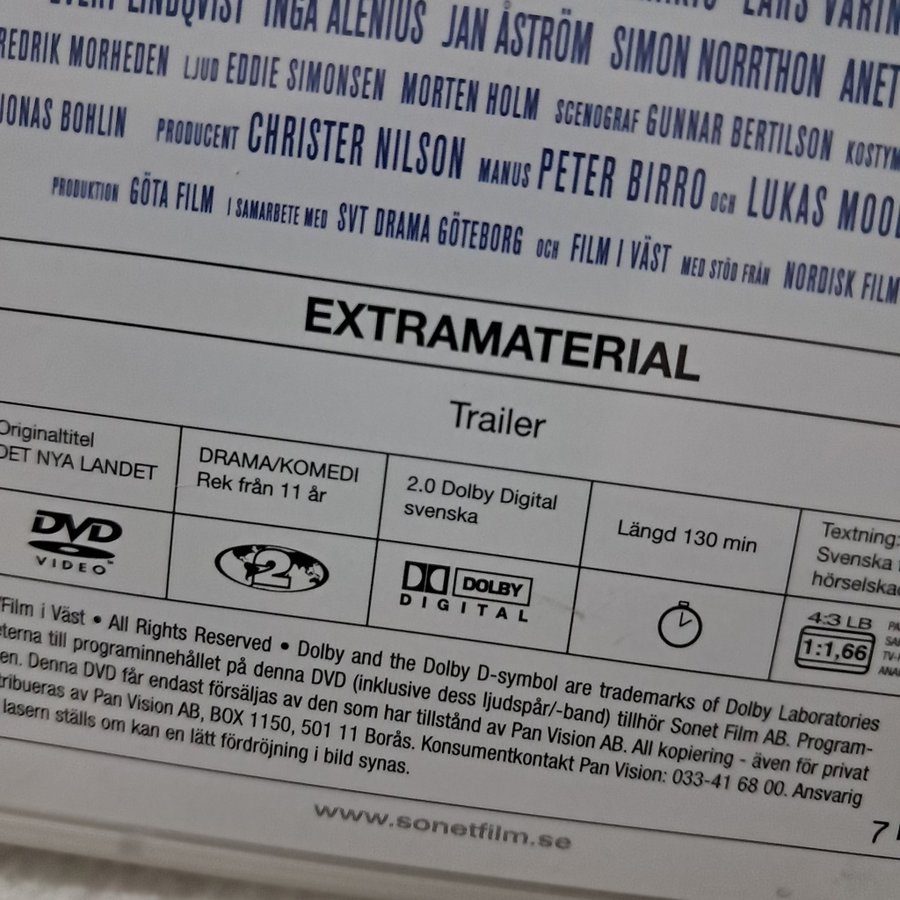 LINDQVIST INGA ALENIUS JAN ÅSTRÖM SIMON NORRTHON
MORHEDEN LJUD EDDIE SIMONSEN MORTEN HOLM SCENOGRAF GUNNAR BERTILSON
JONAS BOHLIN PRODUCENT CHRISTER NILSON MANUS PETER BIRRO OCH LUKAS
PRODUKTION GÖTA FILM I SAMARBETE MED SVT DRAMA GÖTEBORG OCH FILM I VÄST MED STÖD FRÅN NORDISK FILM
EXTRAMATERIAL
Trailer
Originaltitel
DET NYA LANDET
DRAMA/KOMEDI
Rek från 11 år
2.0 Dolby Digital
svenska
Längd 130 min
Textning:
Svenska
DVD
VIDEO™
2
DOLBY
DIGITAL
4:3 LB
1:1,66
Film i Väst • All Rights Reserved • Dolby and the Dolby D-symbol are trademarks of Dolby Laboratories
till programinnehållet på denna DVD (inklusive dess ljudspår/-band) tillhör Sonet Film AB. Program-
Denna DVD får endast försäljas av den som har tillstånd av Pan Vision AB. All kopiering - även för privat
av Pan Vision AB, BOX 1150, 501 11 Borås. Konsumentkontakt Pan Vision: 033-41 68 00. Ansvarig
lasern ställs om kan en lätt fördröjning i bild synas.
www.sonetfilm.se
7